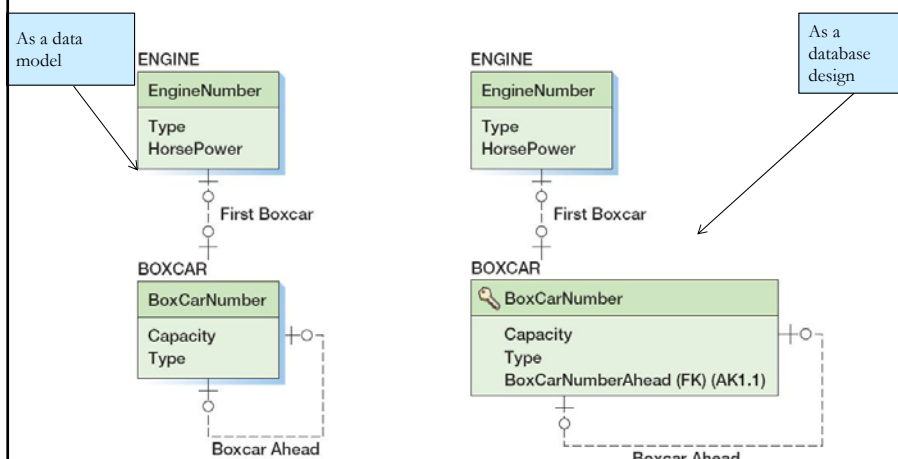 As a data
model
ENGINE
EngineNumber
Type
HorsePower
First Boxcar
BOXCAR
BoxCarNumber
Capacity
Type
Boxcar Ahead
As a
database
design
ENGINE
EngineNumber
Type
HorsePower
First Boxcar
BOXCAR
BoxCarNumber
Capacity
Type
BoxCarNumberAhead (FK) (AK1.1)
Boxcar Ahead